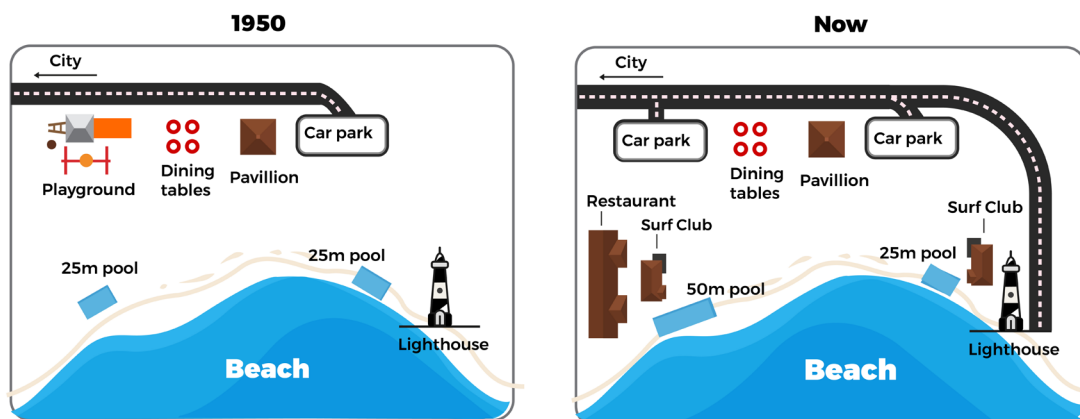 1950
City
Car park
Playground
Dining
tables
Pavillion
25m pool
25m pool
Lighthouse
Beach
Now
City
Car park
Car park
Dining
tables
Pavillion
Restaurant
Surf Club
Surf Club
25m pool
50m pool
Lighthouse
Beach